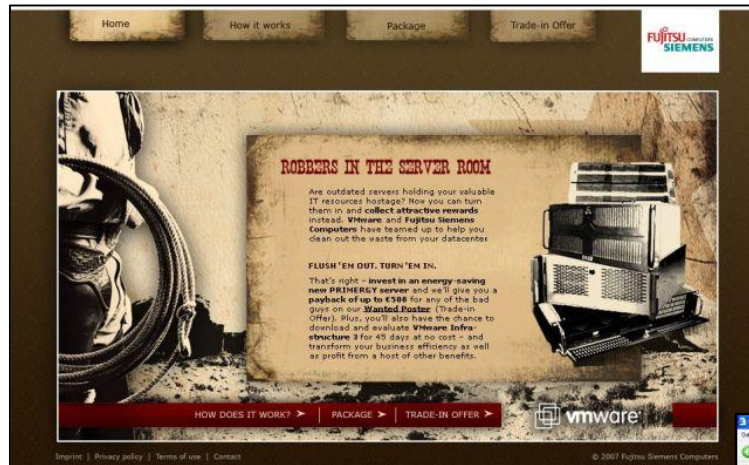 Home
How it works
Package
Trade-in Offer
FUJITSU COMPUTERS
SIEMENS
ROBBERS IN THE SERVER ROOM
Are outdated servers holding your valuable
IT resources hostage? Now you can turn
them in and collect attractive rewards
instead. VMware and Fujitsu Siemens
Computers have teamed up to help you
clean out the waste from your datacenter
FLUSH 'EM OUT. TURN 'EM IN.
That's right – invest in an energy-saving
new PRIMERGY server and we'll give you a
payback of up to €500 for any of the bad
guys on our Wanted Poster (Trade-in
Offer). Plus, you'll also have the chance to
download and evaluate VMware Infra-
structure 3 for 45 days at no cost – and
transform your business efficiency as well
as profit from a host of other benefits.
HOW DOES IT WORK? ➤ | PACKAGE ➤ | TRADE-IN OFFER ➤
vmware
Imprint | Privacy policy | Terms of use | Contact
© 2007 Fujitsu Siemens Computers